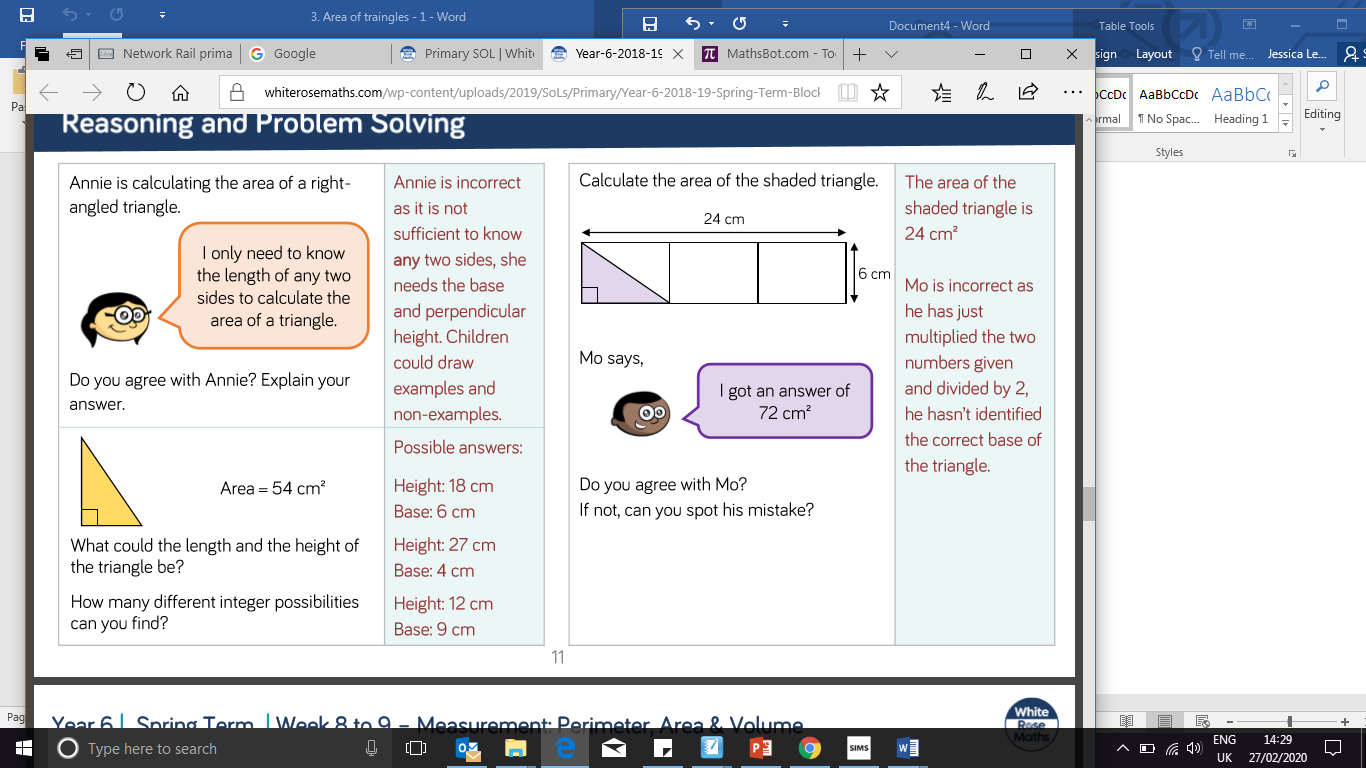 3. Area of traingles - 1 - Word
Document4 - Word
Table Tools
Network Rail prima
Google
Primary SOL | White
Year-6-2018-19
MathsBot.com - Too
sign
Layout
Tell me...
Jessica Le...
whiterosemaths.com/wp-content/uploads/2019/SoLs/Primary/Year-6-2018-19-Spring-Term-Block
AaBbCcDc
¶ No Spac...
AaBbCc
Heading 1
Editing
Styles
Reasoning and Problem Solving
Annie is calculating the area of a right-
angled triangle.
I only need to know
the length of any two
sides to calculate the
area of a triangle.
Do you agree with Annie? Explain your
answer.
Annie is incorrect
as it is not
sufficient to know
any two sides, she
needs the base
and perpendicular
height. Children
could draw
examples and
non-examples.
Area = 54 cm²
What could the length and the height of
the triangle be?
How many different integer possibilities
can you find?
Possible answers:
Height: 18 cm
Base: 6 cm
Height: 27 cm
Base: 4 cm
Height: 12 cm
Base: 9 cm
Calculate the area of the shaded triangle.
24 cm
6 cm
Mo says,
I got an answer of
72 cm²
Do you agree with Mo?
If not, can you spot his mistake?
The area of the
shaded triangle is
24 cm²
Mo is incorrect as
he has just
multiplied the two
numbers given
and divided by 2,
he hasn't identified
the correct base of
the triangle.
11
Year 6 | Spring Term | Week 8 to 9 – Measurement: Perimeter, Area & Volume
White
Rose
Maths
Type here to search
SIMS
ENG
UK
14:29
27/02/2020